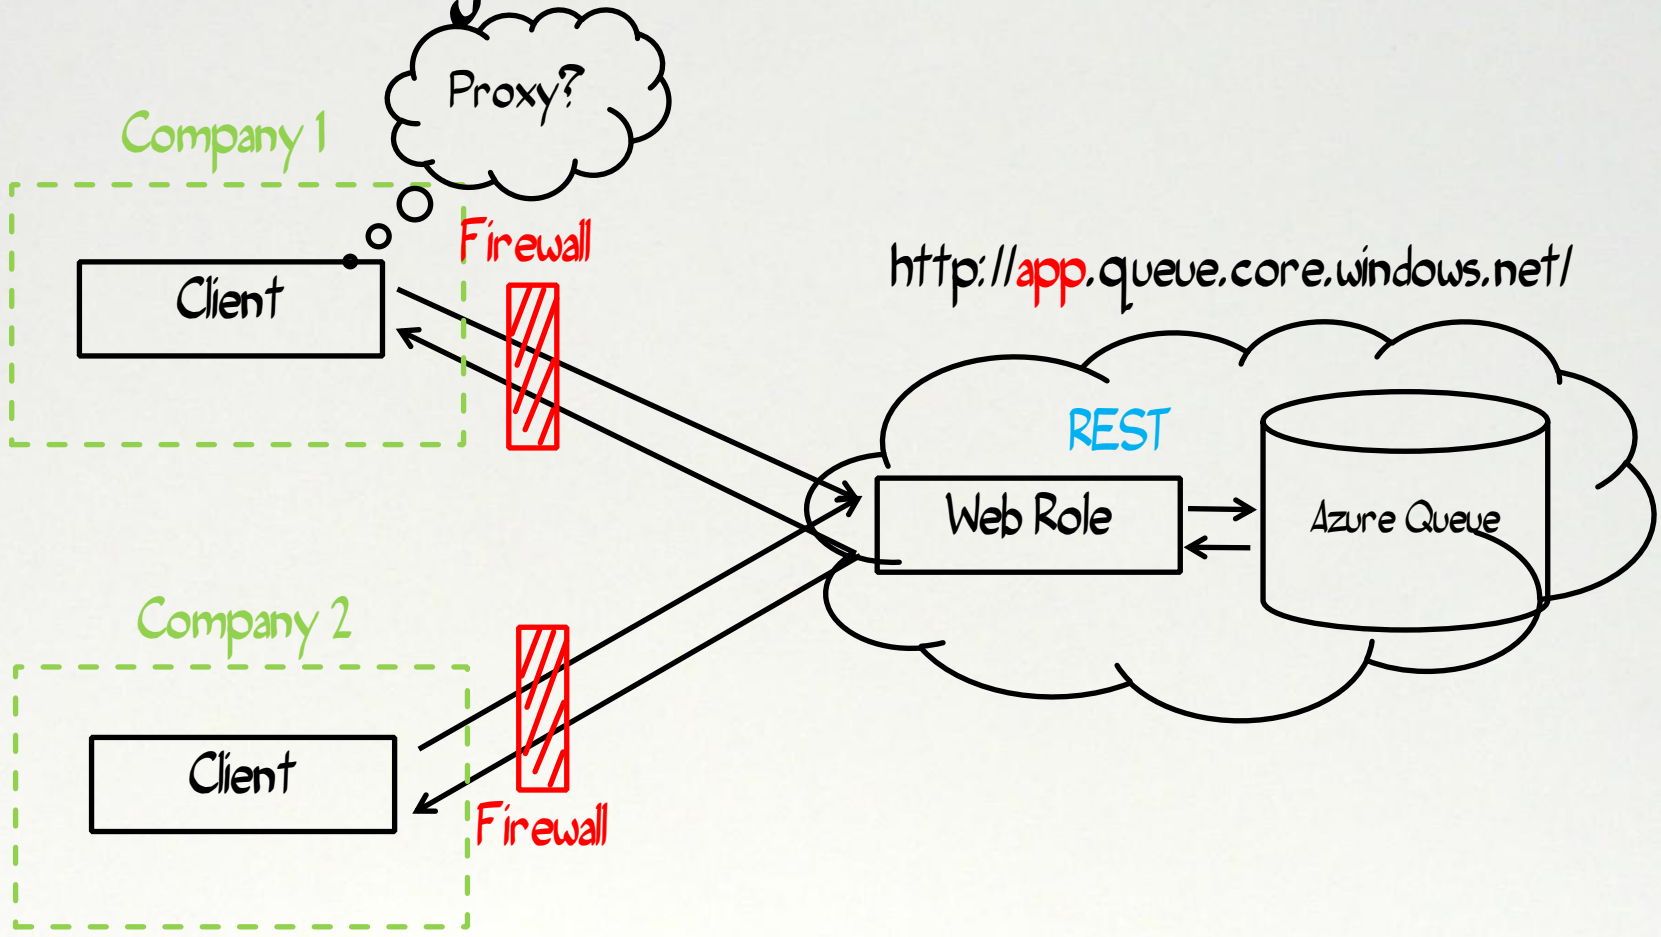 Proxy?
Company 1
Firewall
Client
http://app.queue.core.windows.net/
REST
Web Role
Azure Queue
Company 2
Client
Firewall